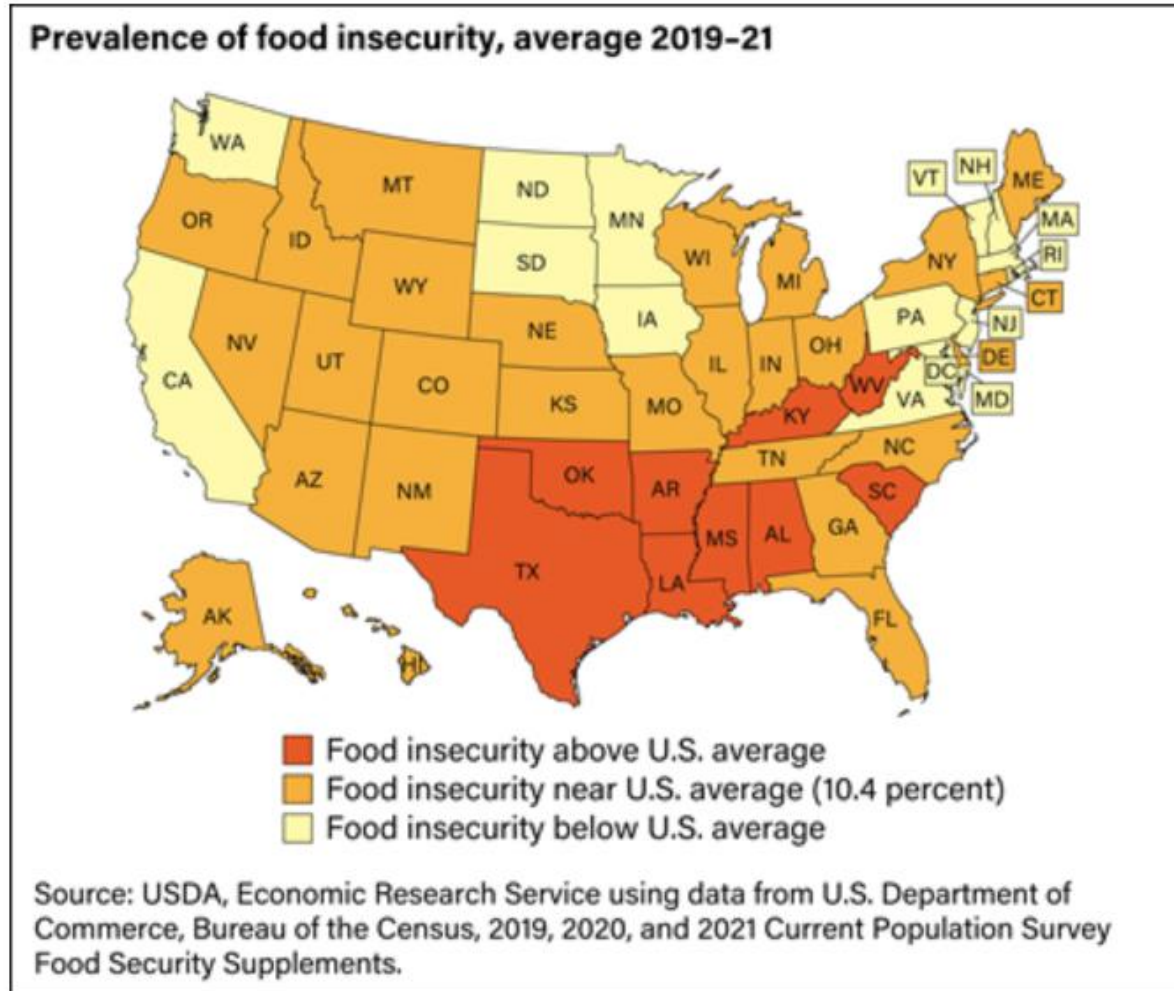 Prevalence of food insecurity, average 2019–21
WA
MT
ND
MN
VT
NH
ME
OR
ID
SD
WI
MA
WY
MI
NY
RI
IA
CT
NE
PA
NV
NJ
UT
IL
IN
OH
DE
CA
CO
DC
WV
KS
MO
VA
MD
KY
NC
TN
OK
AZ
NM
AR
SC
GA
MS
AL
TX
LA
AK
FL
HI
Food insecurity above U.S. average
Food insecurity near U.S. average (10.4 percent)
Food insecurity below U.S. average
Source: USDA, Economic Research Service using data from U.S. Department of
Commerce, Bureau of the Census, 2019, 2020, and 2021 Current Population Survey
Food Security Supplements.